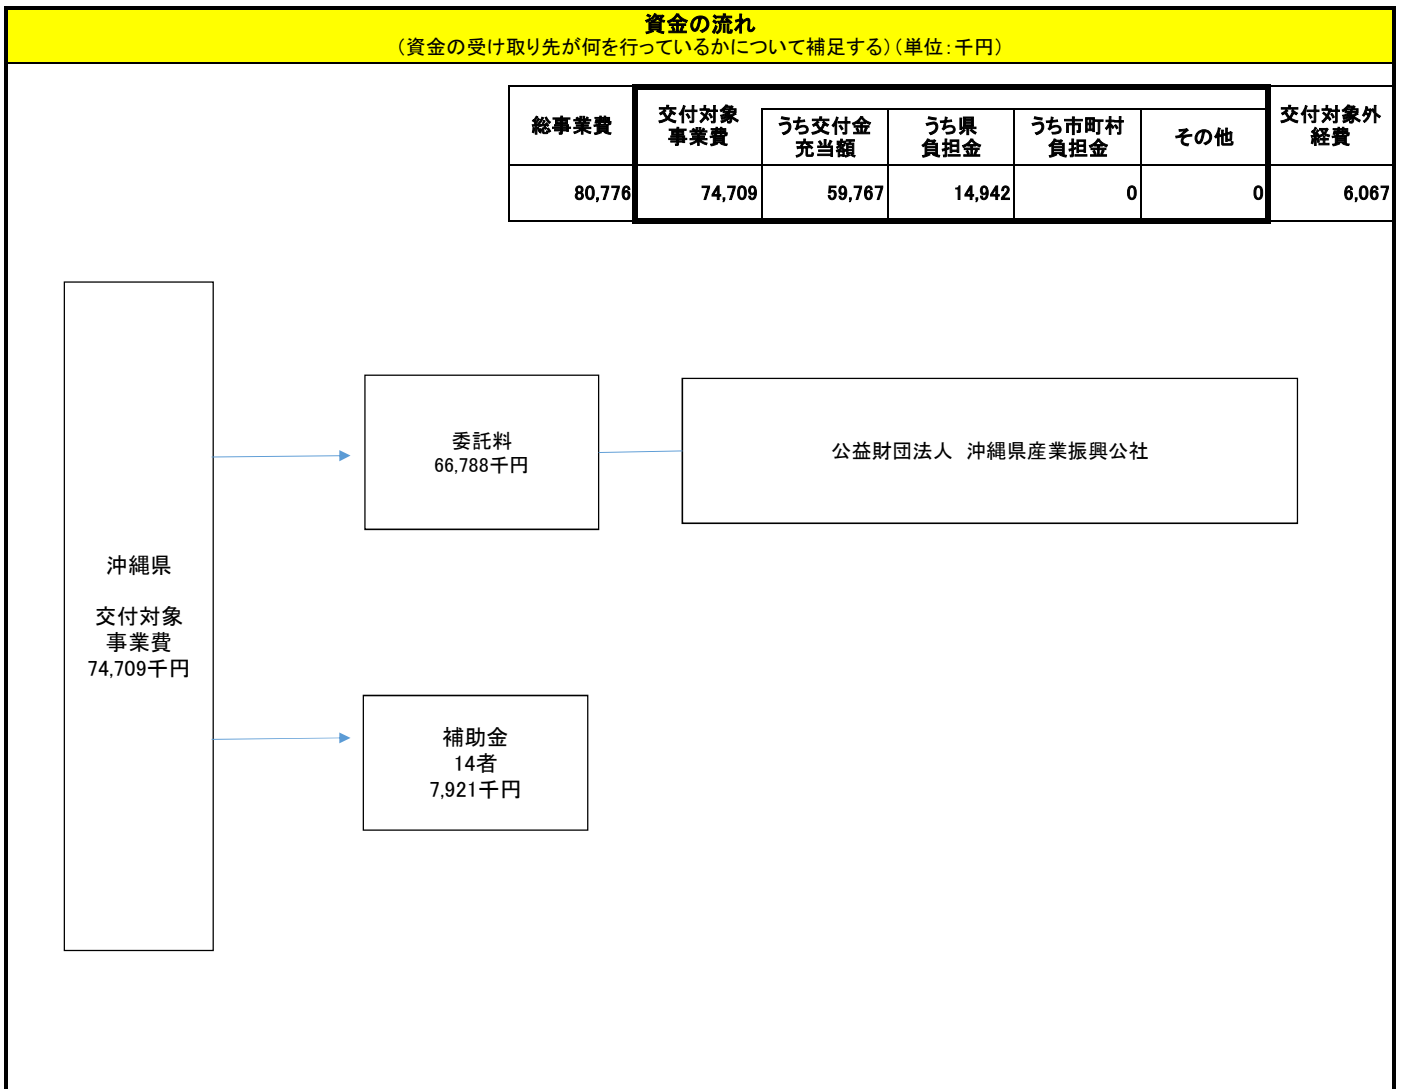 資金の流れ
（資金の受け取り先が何を行っているかについて補足する）（単位：千円）
総事業費
交付対象
事業費
うち交付金
充当額
うち県
負担金
うち市町村
負担金
その他
交付対象外
経費
80,776
74,709
59,767
14,942
0
0
6,067
委託料
66,788千円
公益財団法人　沖縄県産業振興公社
沖縄県
交付対象
事業費
74,709千円
補助金
14者
7,921千円